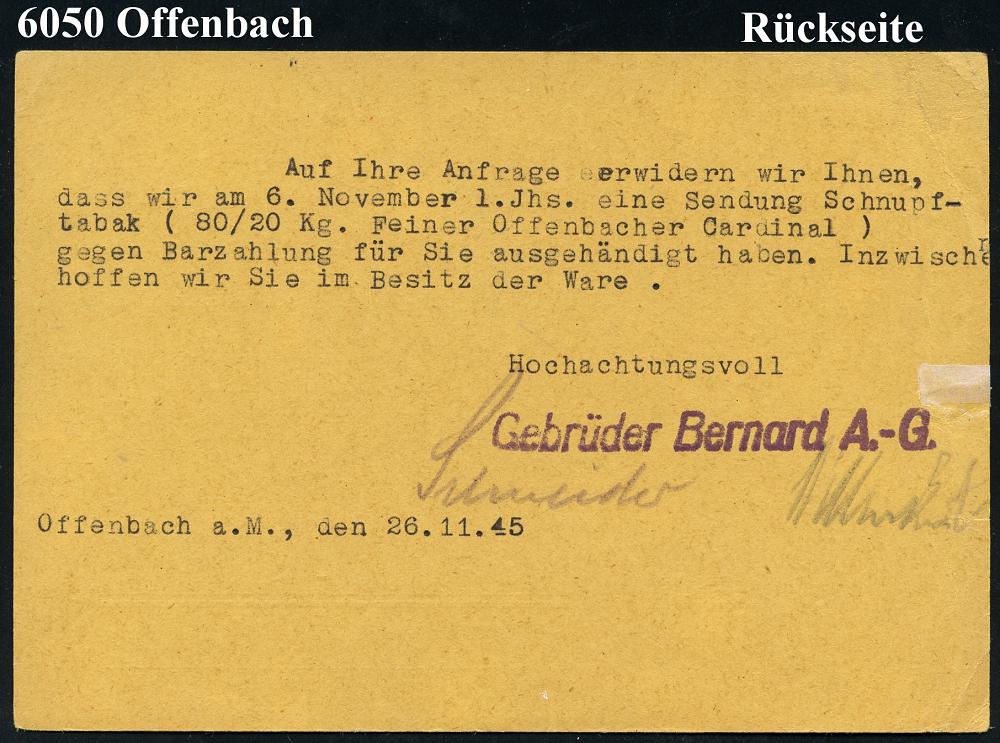 6050 Offenbach
Rückseite
Auf Ihre Anfrage eerwidern wir Ihnen,
dass wir am 6. November l.Jhs. eine Sendung Schnupf-
tabak ( 80/20 Kg. Feiner Offenbacher Cardinal )
gegen Barzahlung für Sie ausgehändigt haben. Inzwischen
hoffen wir Sie im Besitz der Ware .
Hochachtungsvoll
Gebrüder Bernard A.-G.
Schneider
Offenbach a.M., den 26.11.45